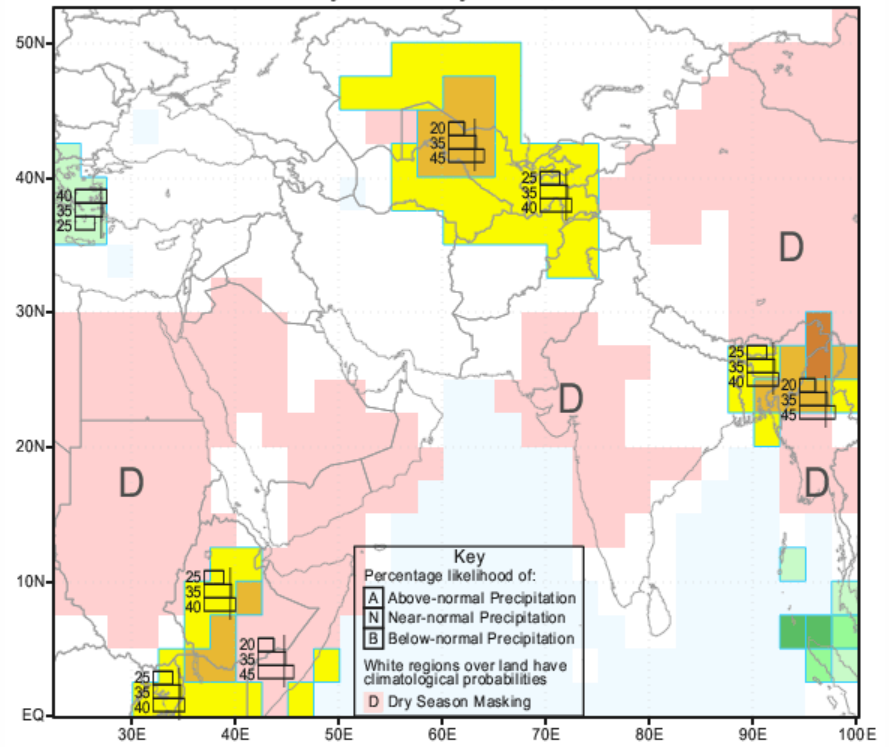 50N
40N
30N
20N
10N
EQ
20
35
45
25
35
40
40
35
25
D
25
35
40
20
35
45
D
D
D
25
35
40
20
35
45
25
35
40
Key
Percentage likelihood of:
A Above-normal Precipitation
N Near-normal Precipitation
B Below-normal Precipitation
White regions over land have
climatological probabilities
D Dry Season Masking
30E 40E 50E 60E 70E 80E 90E 100E